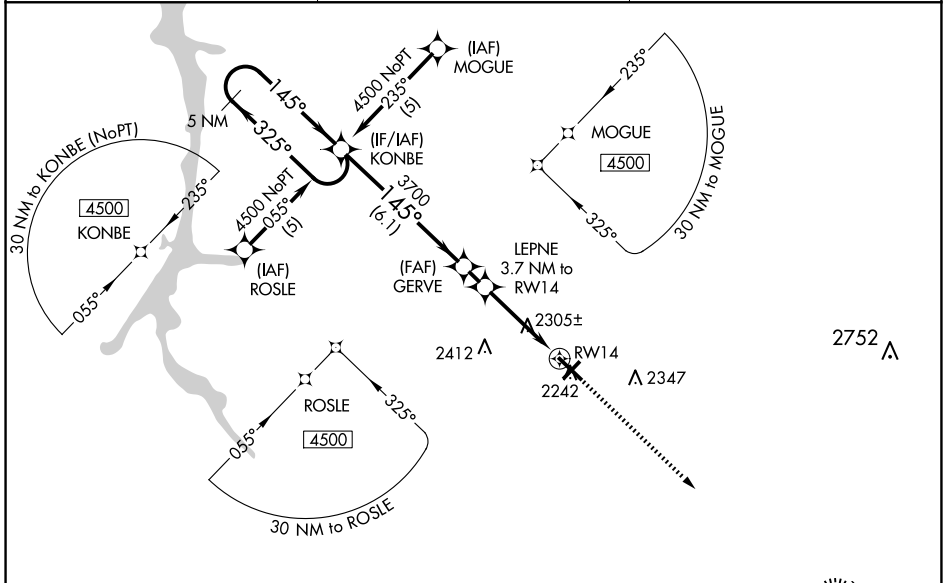 (IAF)
MOGUE
4500 NoPT
235°
(5)
145°
5 NM
325°
(IF/IAF)
KONBE
3700
145°
(6.1)
4500 NoPT
055°
(5)
(IAF)
ROSLE
(FAF)
GERVE
LEPNE
3.7 NM to
RW14
2305±
2412
RW14
2242
2347
2752
30 NM to KONBE (NoPT)
4500
KONBE
235°
055°
235°
MOGUE
4500
325°
30 NM to MOGUE
ROSLE
4500
055°
325°
30 NM to ROSLE